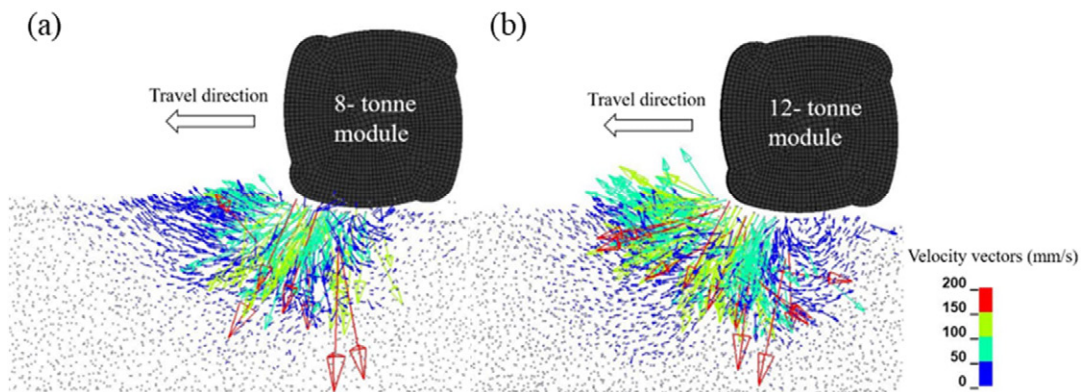 (a)
Travel direction
8- tonne
module
(b)
Travel direction
12- tonne
module
Velocity vectors (mm/s)
200
150
100
50
0